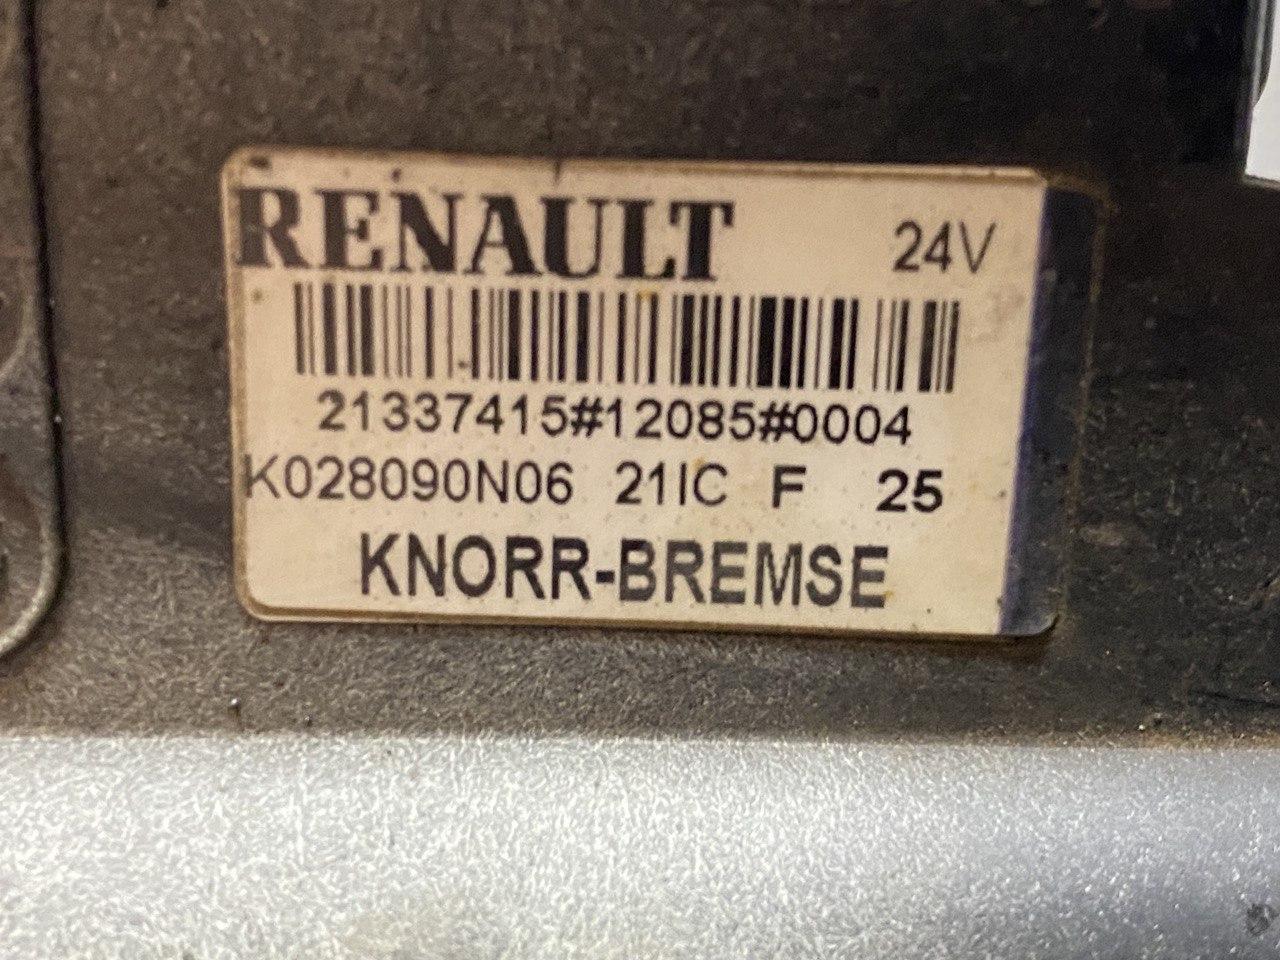 RENAULT 24V
21337415#12085#0004
K028090N06 21IC F 25
KNORR-BREMSE